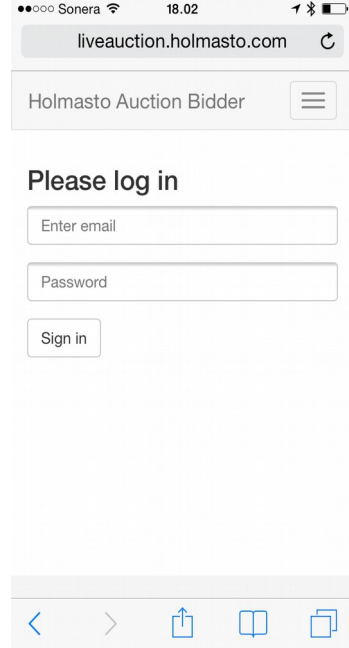 Sonera 18.02
liveauction.holmasto.com
Holmasto Auction Bidder
Please log in
Enter email
Password
Sign in